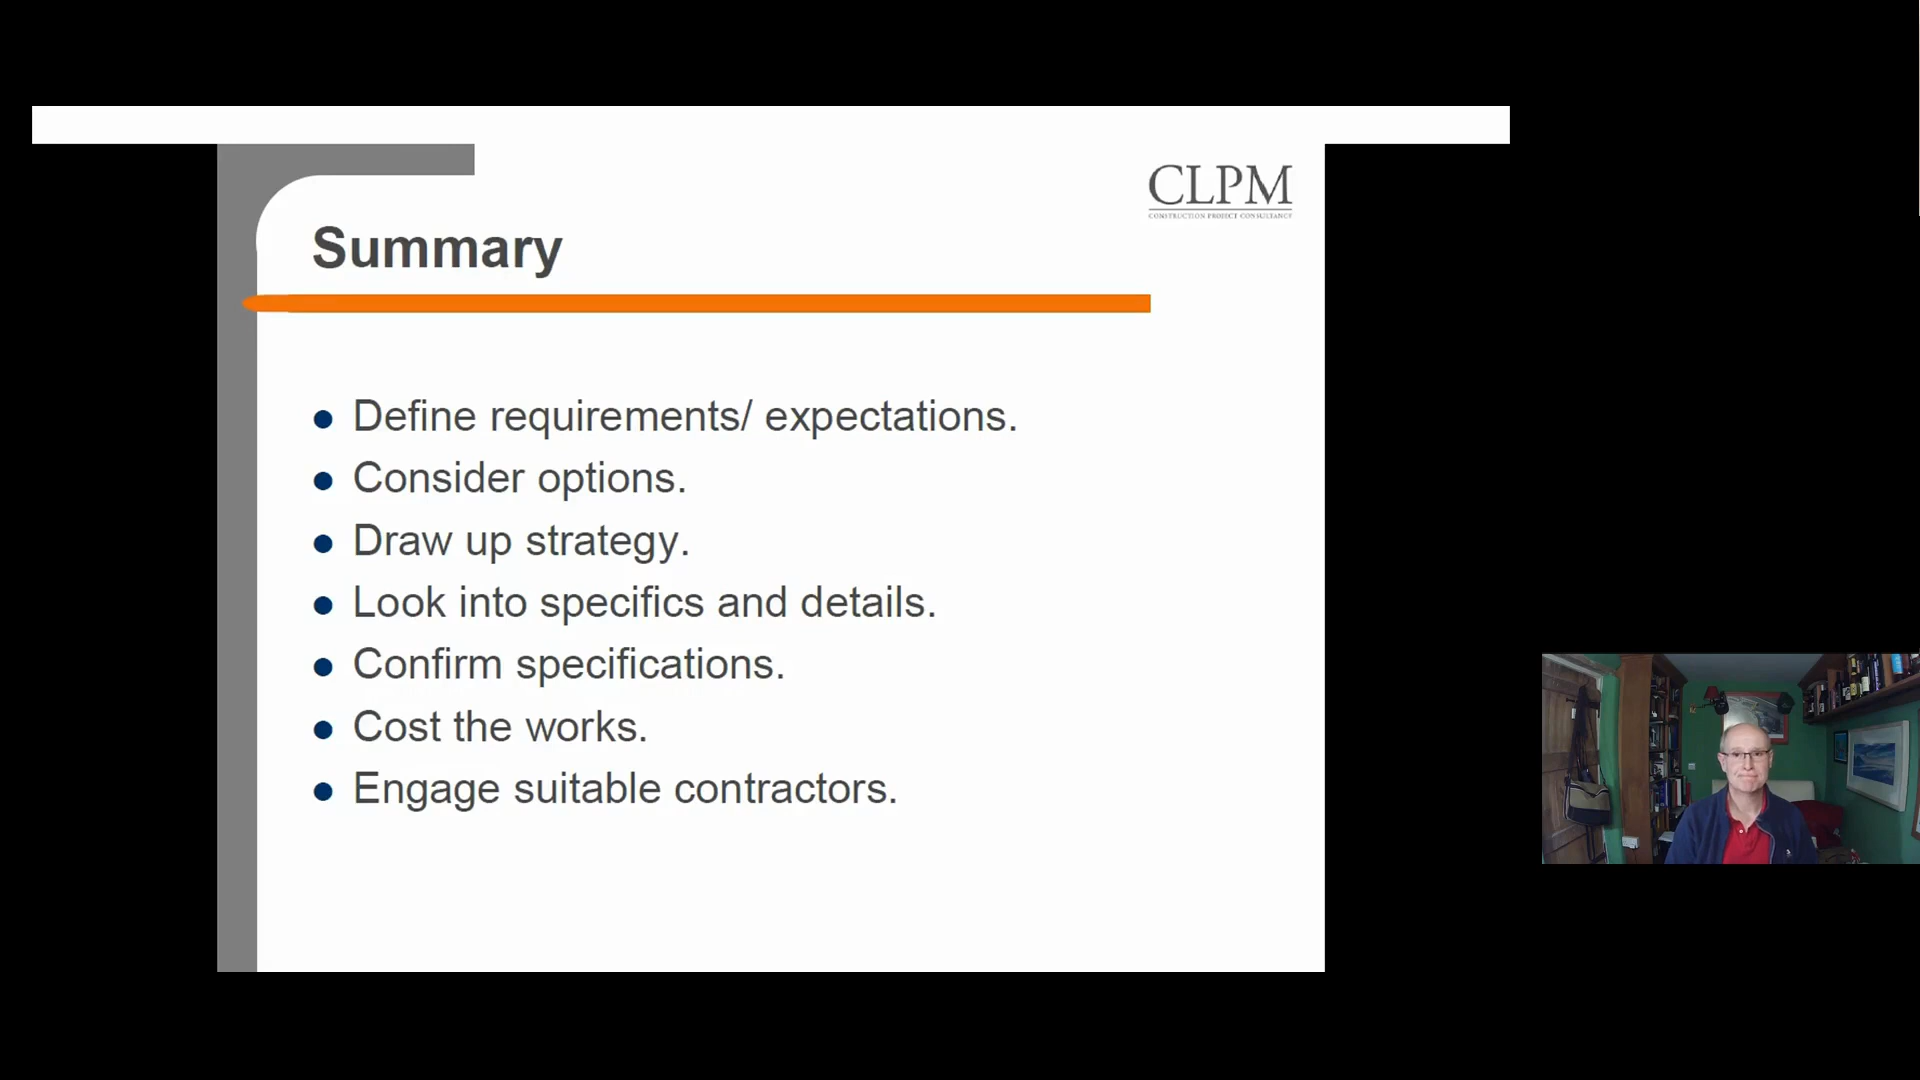 CLPM
CONSTRUCTION PROJECT CONSULTANCY
Summary
Define requirements/ expectations.
Consider options.
Draw up strategy.
Look into specifics and details.
Confirm specifications.
Cost the works.
Engage suitable contractors.